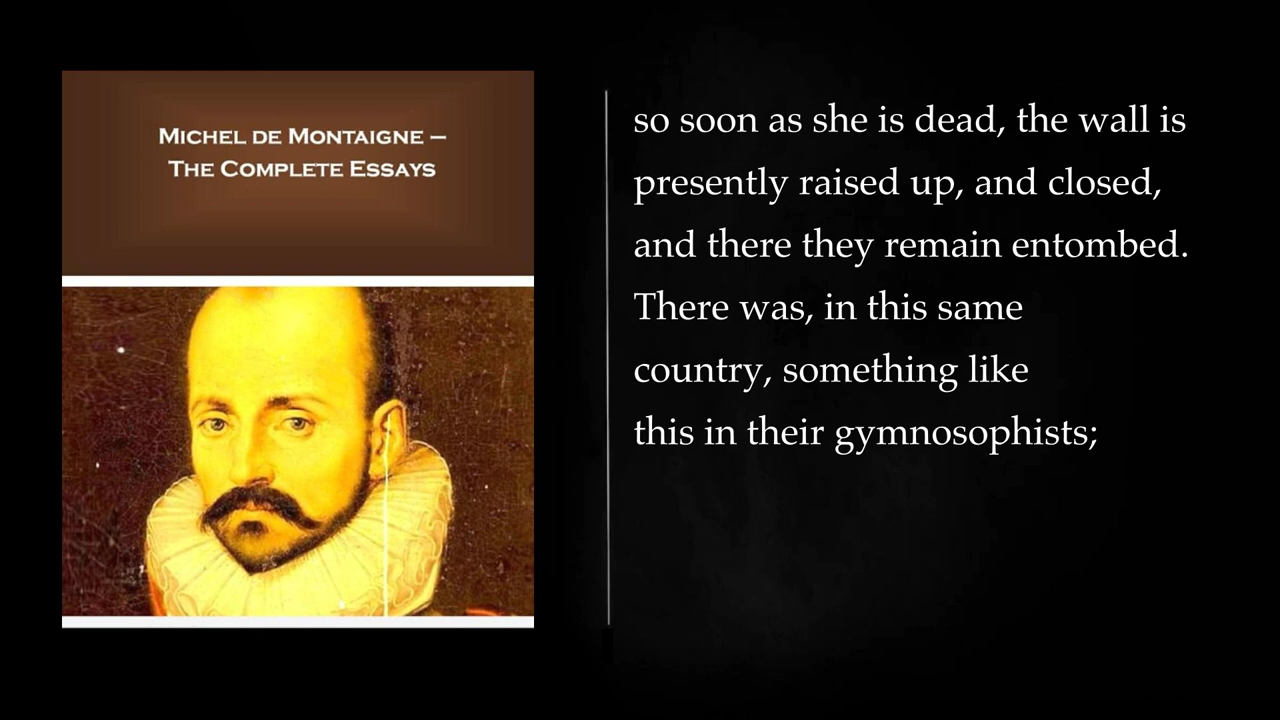 MICHEL DE MONTAIGNE –
THE COMPLETE ESSAYS
so soon as she is dead, the wall is
presently raised up, and closed,
and there they remain entombed.
There was, in this same
country, something like
this in their gymnosophists;